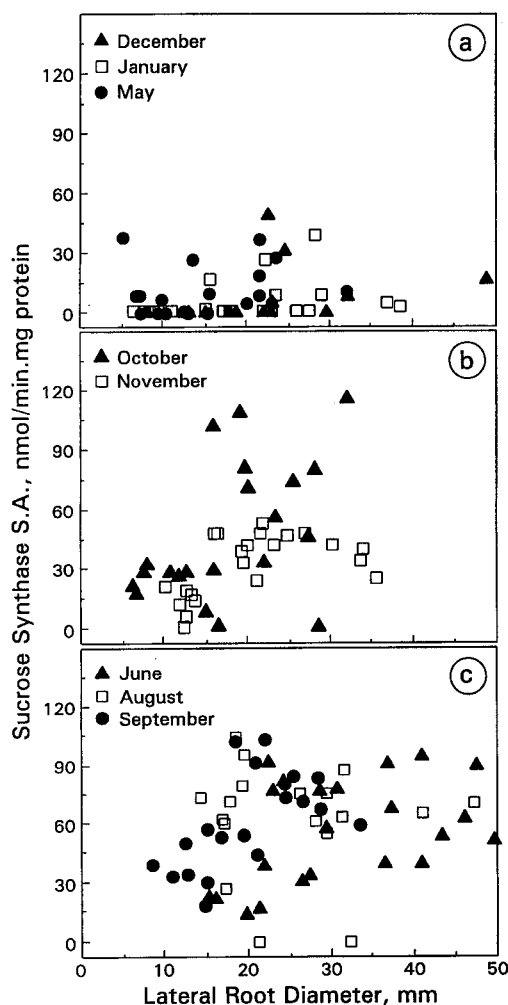 Sucrose Synthase S.A., nmol/min.mg protein
a
December
January
May
120
90
60
30
0
b
October
November
120
90
60
30
0
c
June
August
September
120
90
60
30
0
0 10 20 30 40 50
Lateral Root Diameter, mm